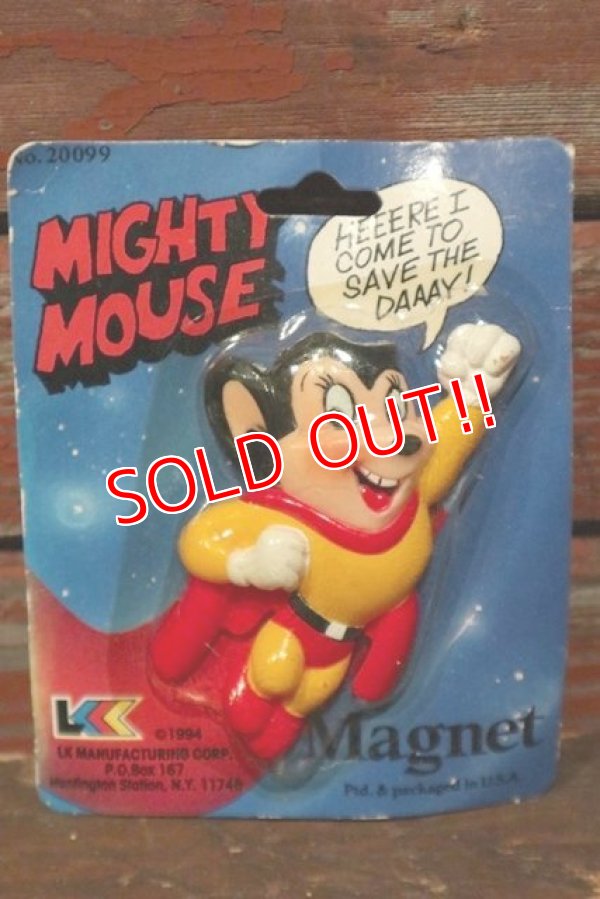 No. 20099
MIGHTY
MOUSE
HEEERE I
COME TO
SAVE THE
DAAAY!
SOLD OUT!!
LKK
©1994
LK MANUFACTURING CORP.
P.O.Box 167
Huntington Station, N.Y. 11746
Magnet
Ptd. & packaged in U.S.A.